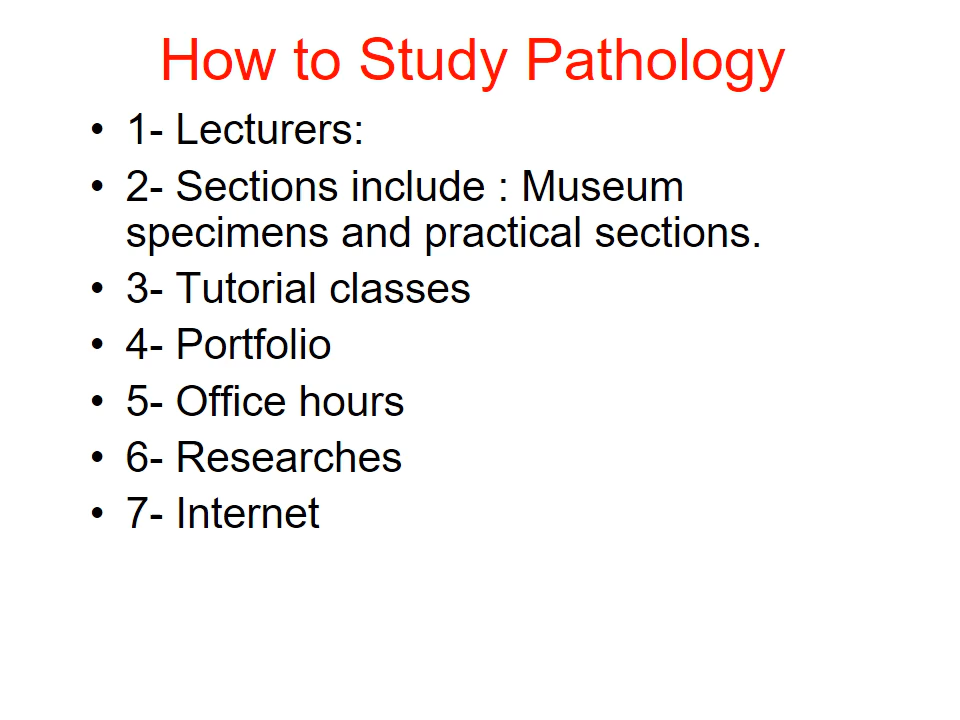 How to Study Pathology
• 1- Lecturers:
• 2- Sections include : Museum
specimens and practical sections.
• 3- Tutorial classes
• 4- Portfolio
• 5- Office hours
• 6- Researches
• 7- Internet